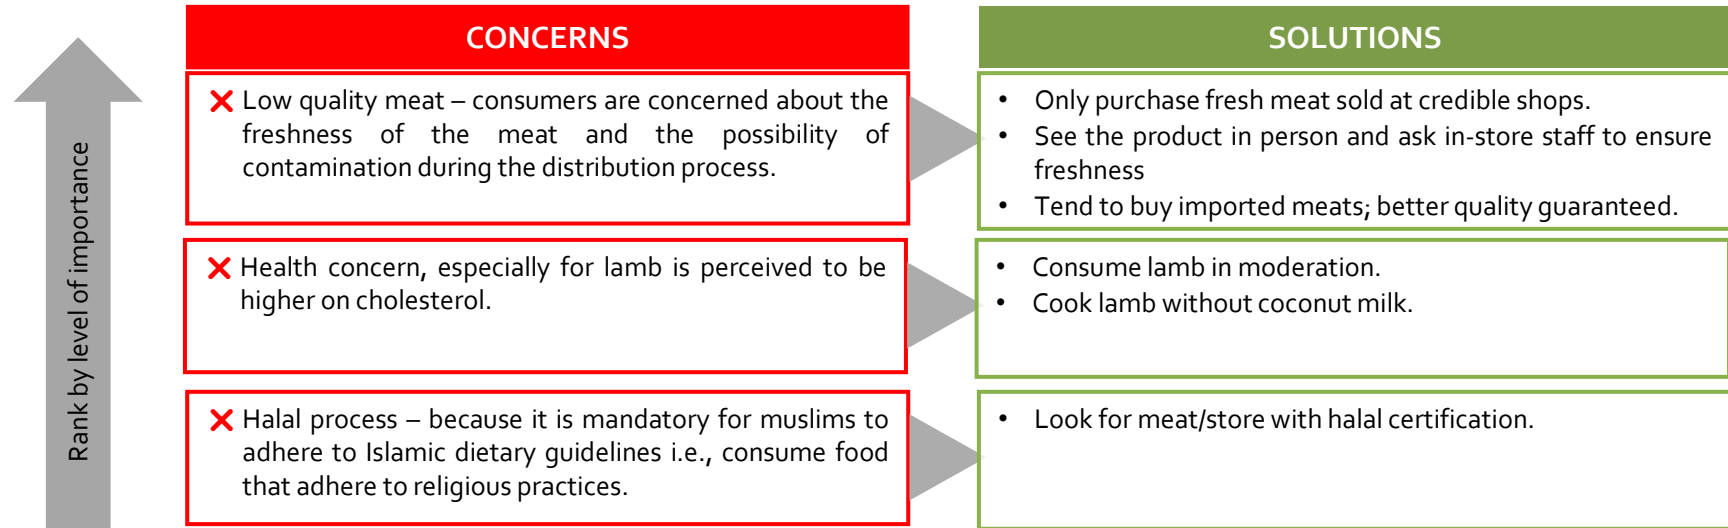 CONCERNS
SOLUTIONS
Rank by level of importance
❌ Low quality meat – consumers are concerned about the
freshness of the meat and the possibility of
contamination during the distribution process.
• Only purchase fresh meat sold at credible shops.
• See the product in person and ask in-store staff to ensure
freshness
• Tend to buy imported meats; better quality guaranteed.
❌ Health concern, especially for lamb is perceived to be
higher on cholesterol.
• Consume lamb in moderation.
• Cook lamb without coconut milk.
❌ Halal process – because it is mandatory for muslims to
adhere to Islamic dietary guidelines i.e., consume food
that adhere to religious practices.
• Look for meat/store with halal certification.